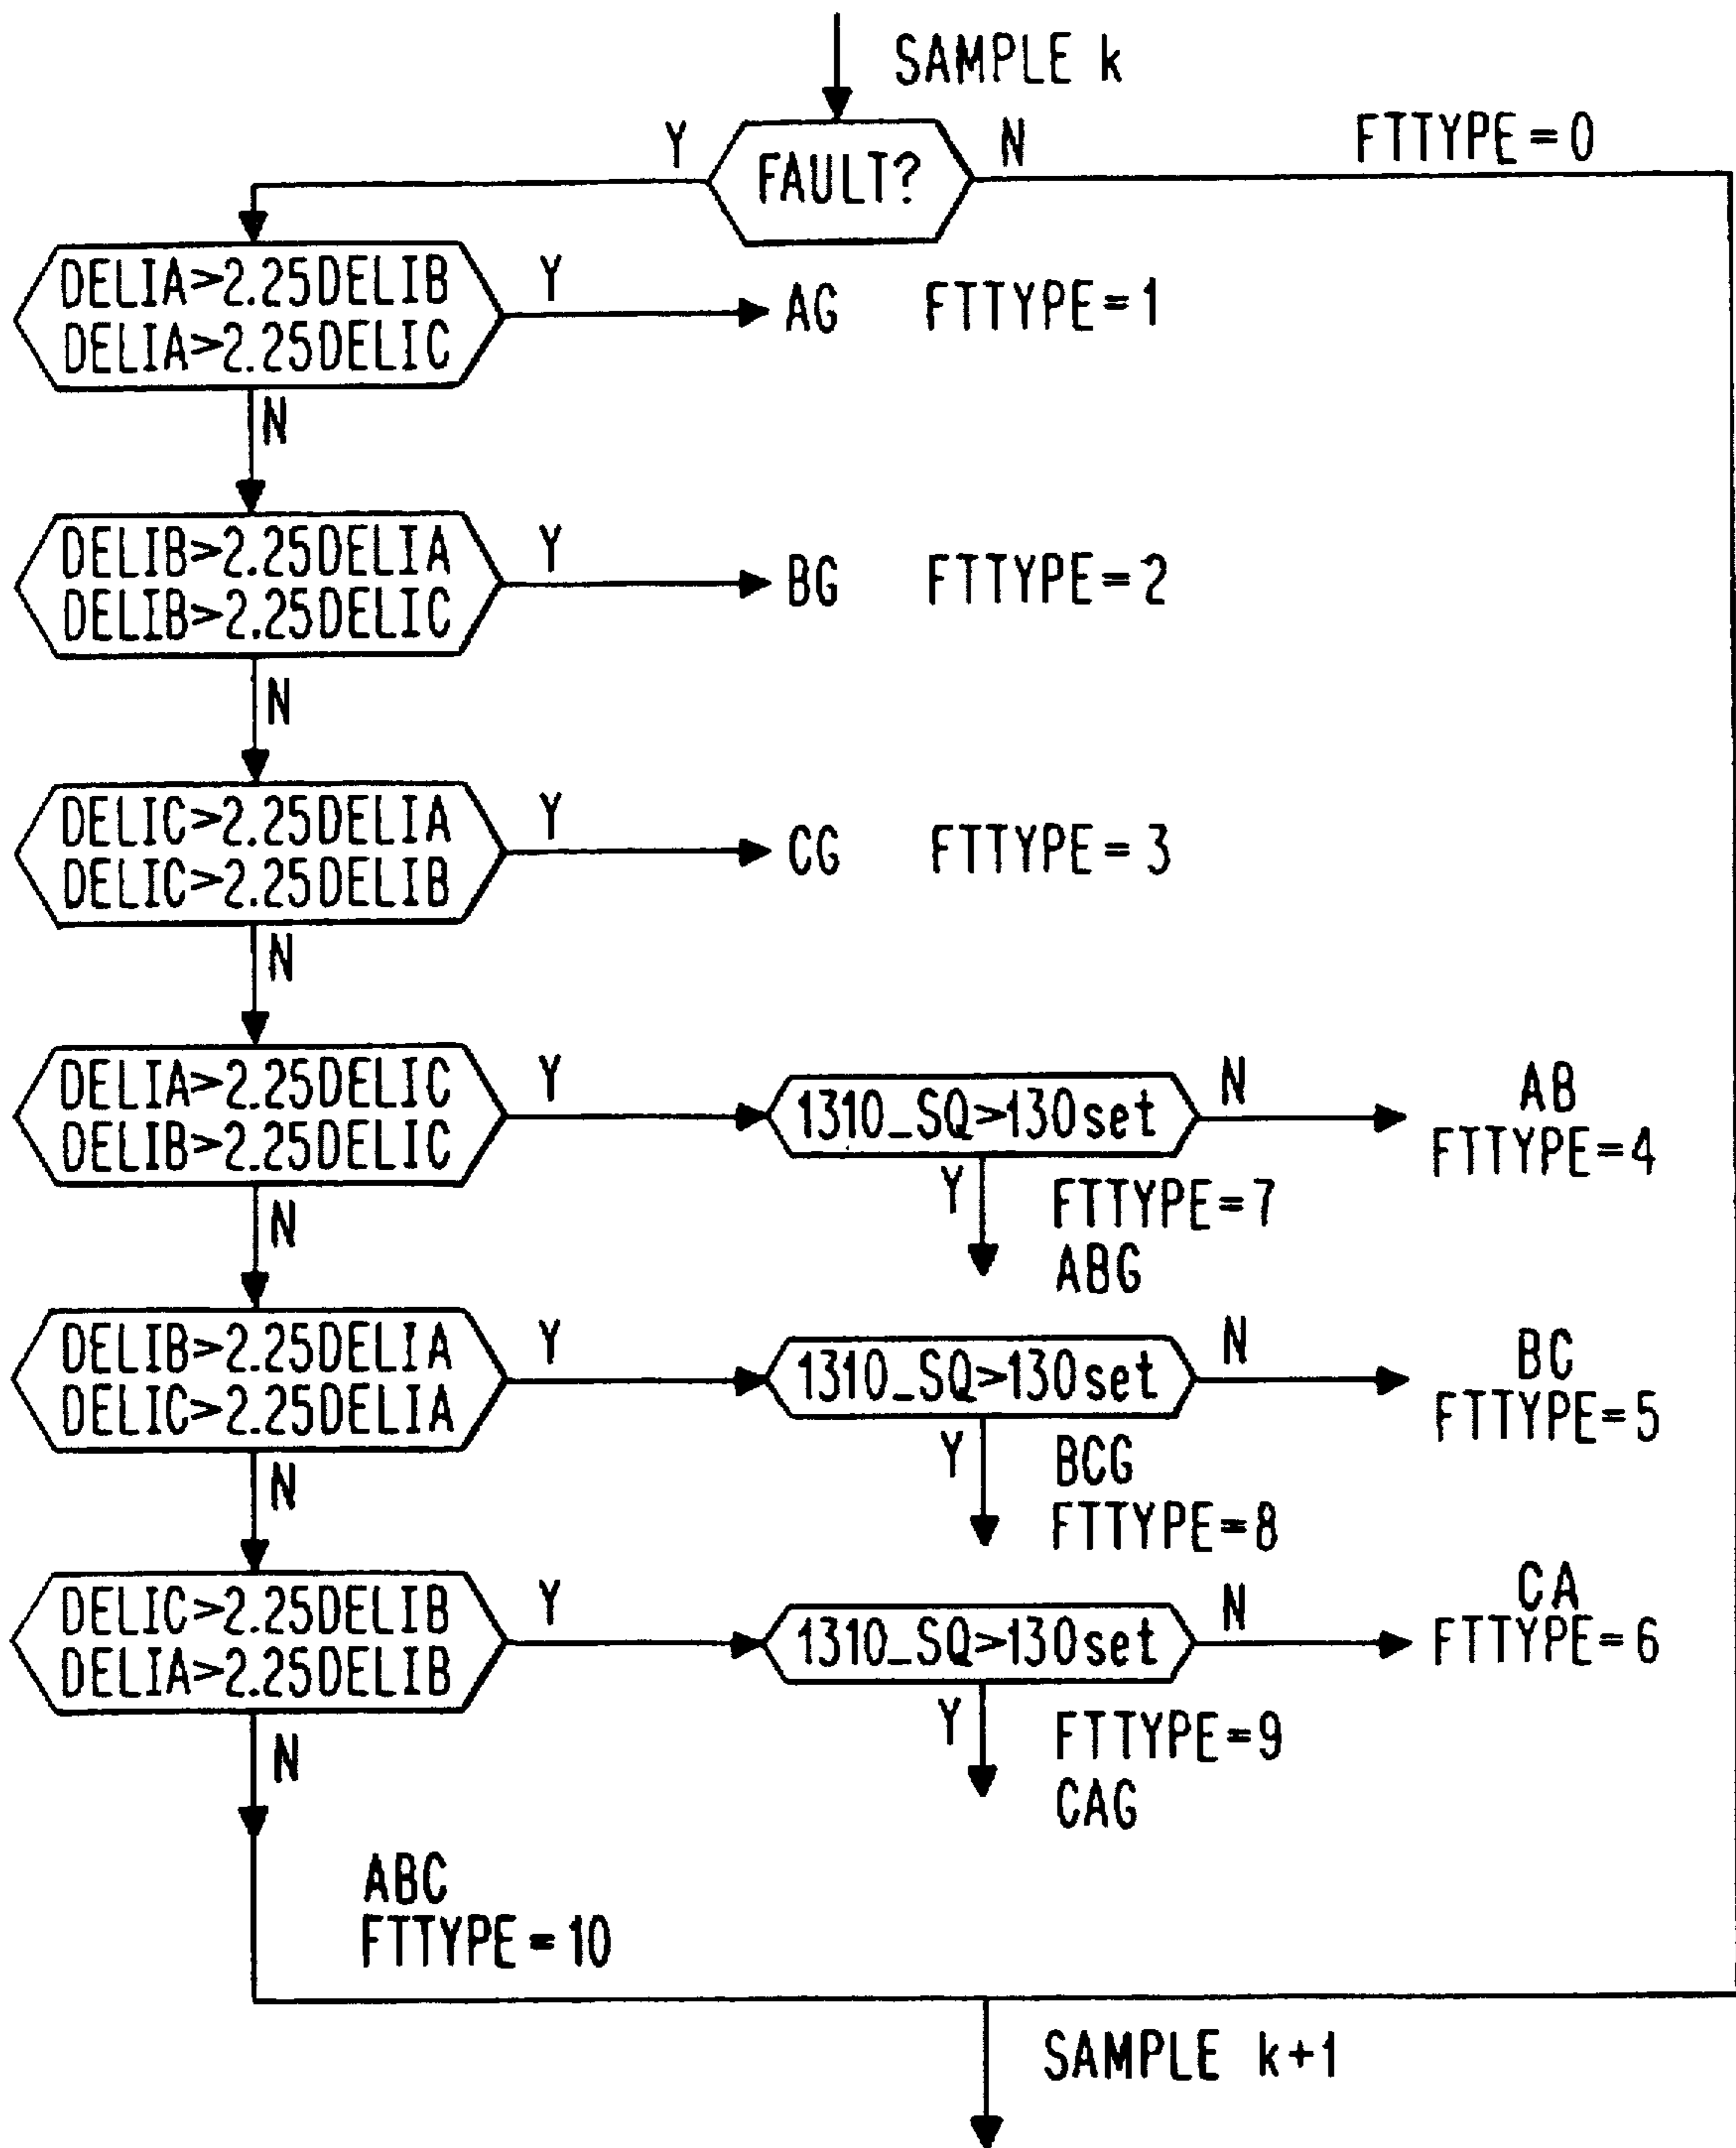 SAMPLE k
Y
FAULT?
N
FTTYPE=0
DELIA>2.25DELIB
DELIA>2.25DELIC
Y
AG
FTTYPE=1
N
DELIB>2.25DELIA
DELIB>2.25DELIC
Y
BG
FTTYPE=2
N
DELIC>2.25DELIA
DELIC>2.25DELIB
Y
CG
FTTYPE=3
N
DELIA>2.25DELIC
DELIB>2.25DELIC
Y
1310_SQ>130set
N
AB
FTTYPE=4
Y
FTTYPE=7
ABG
N
DELIB>2.25DELIA
DELIC>2.25DELIA
Y
1310_SQ>130set
N
BC
FTTYPE=5
Y
BCG
FTTYPE=8
N
DELIC>2.25DELIB
DELIA>2.25DELIB
Y
1310_SQ>130set
N
CA
FTTYPE=6
Y
FTTYPE=9
CAG
N
ABC
FTTYPE=10
SAMPLE k+1